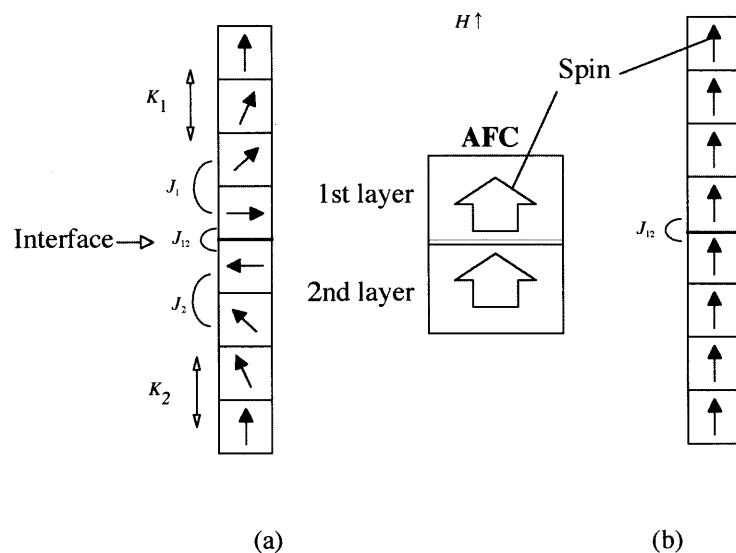 H↑
K₁
Spin
AFC
J₁
1st layer
Interface
J₁₂
J₁₂
2nd layer
J₂
K₂
(a)
(b)